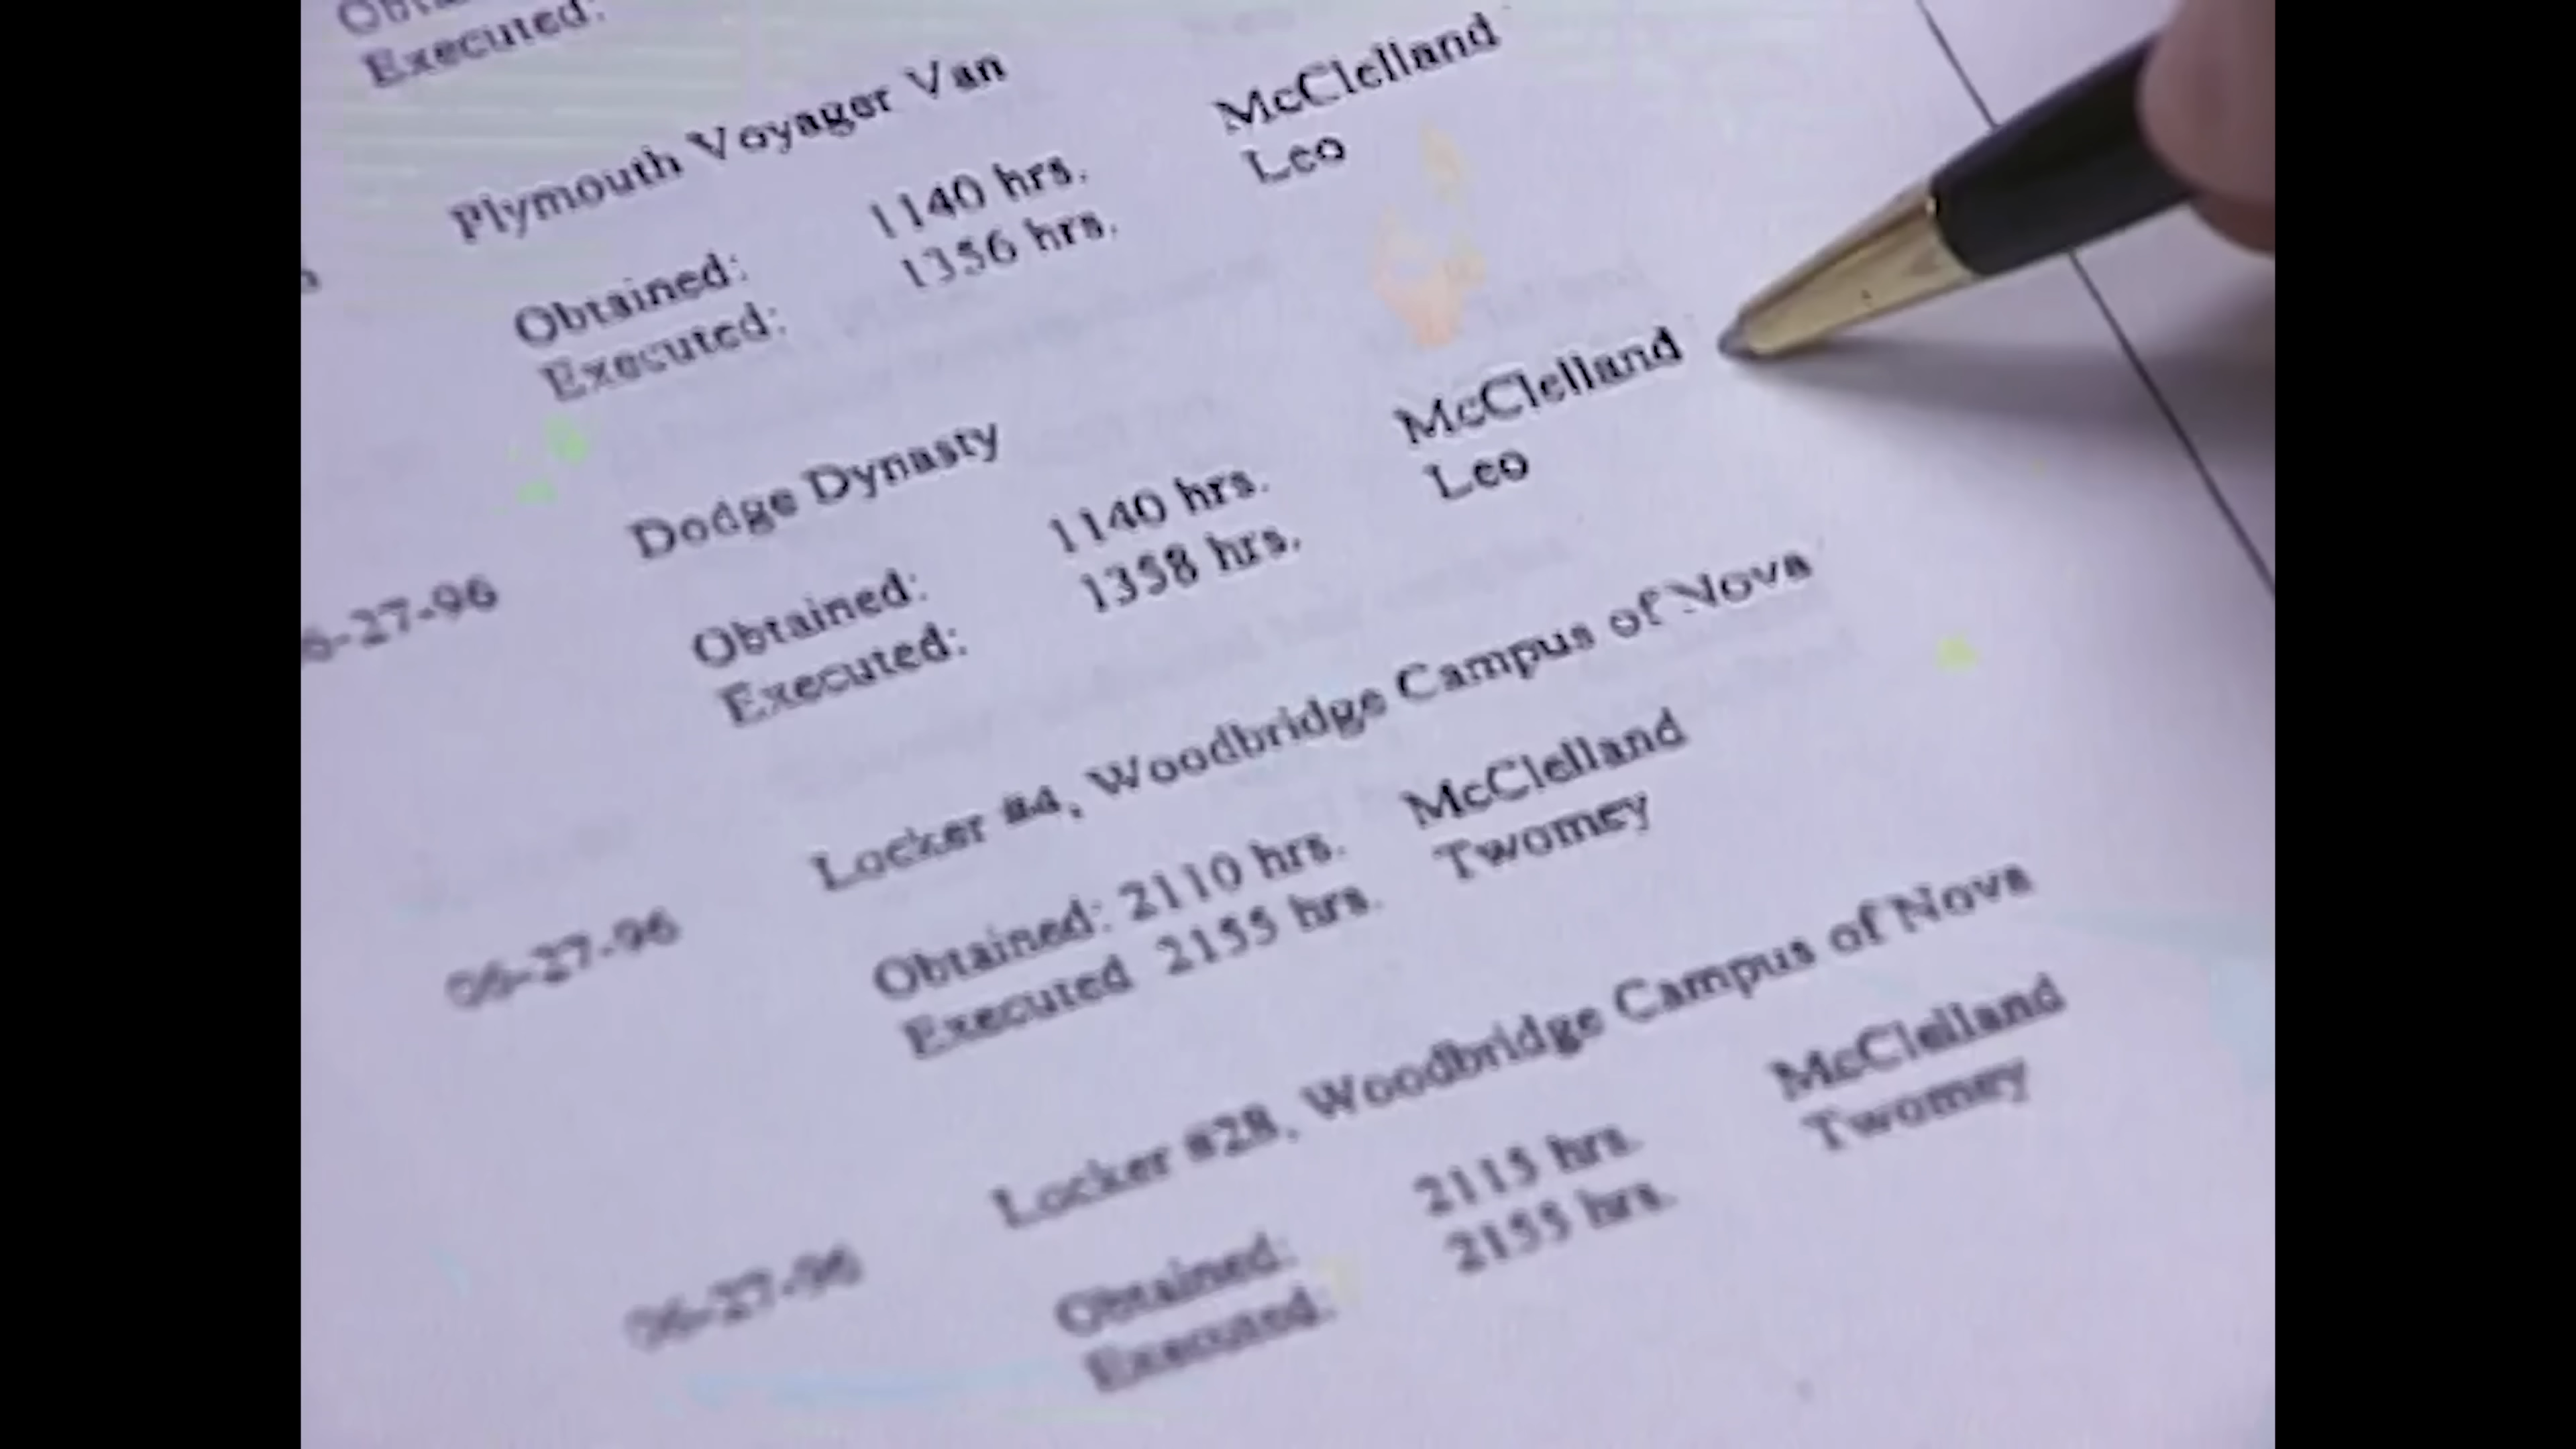 Executed:
Plymouth Voyager Van
Obtained: 1140 hrs. McClelland
Executed: 1356 hrs. Leo
6-27-96 Dodge Dynasty
Obtained: 1140 hrs. McClelland
Executed: 1358 hrs. Leo
06-27-96 Locker #4, Woodbridge Campus of Nova
Obtained: 2110 hrs. McClelland
Executed 2155 hrs. Twomey
06-27-96 Locker #28, Woodbridge Campus of Nova
Obtained: 2115 hrs. McClelland
Executed: 2155 hrs. Twomey